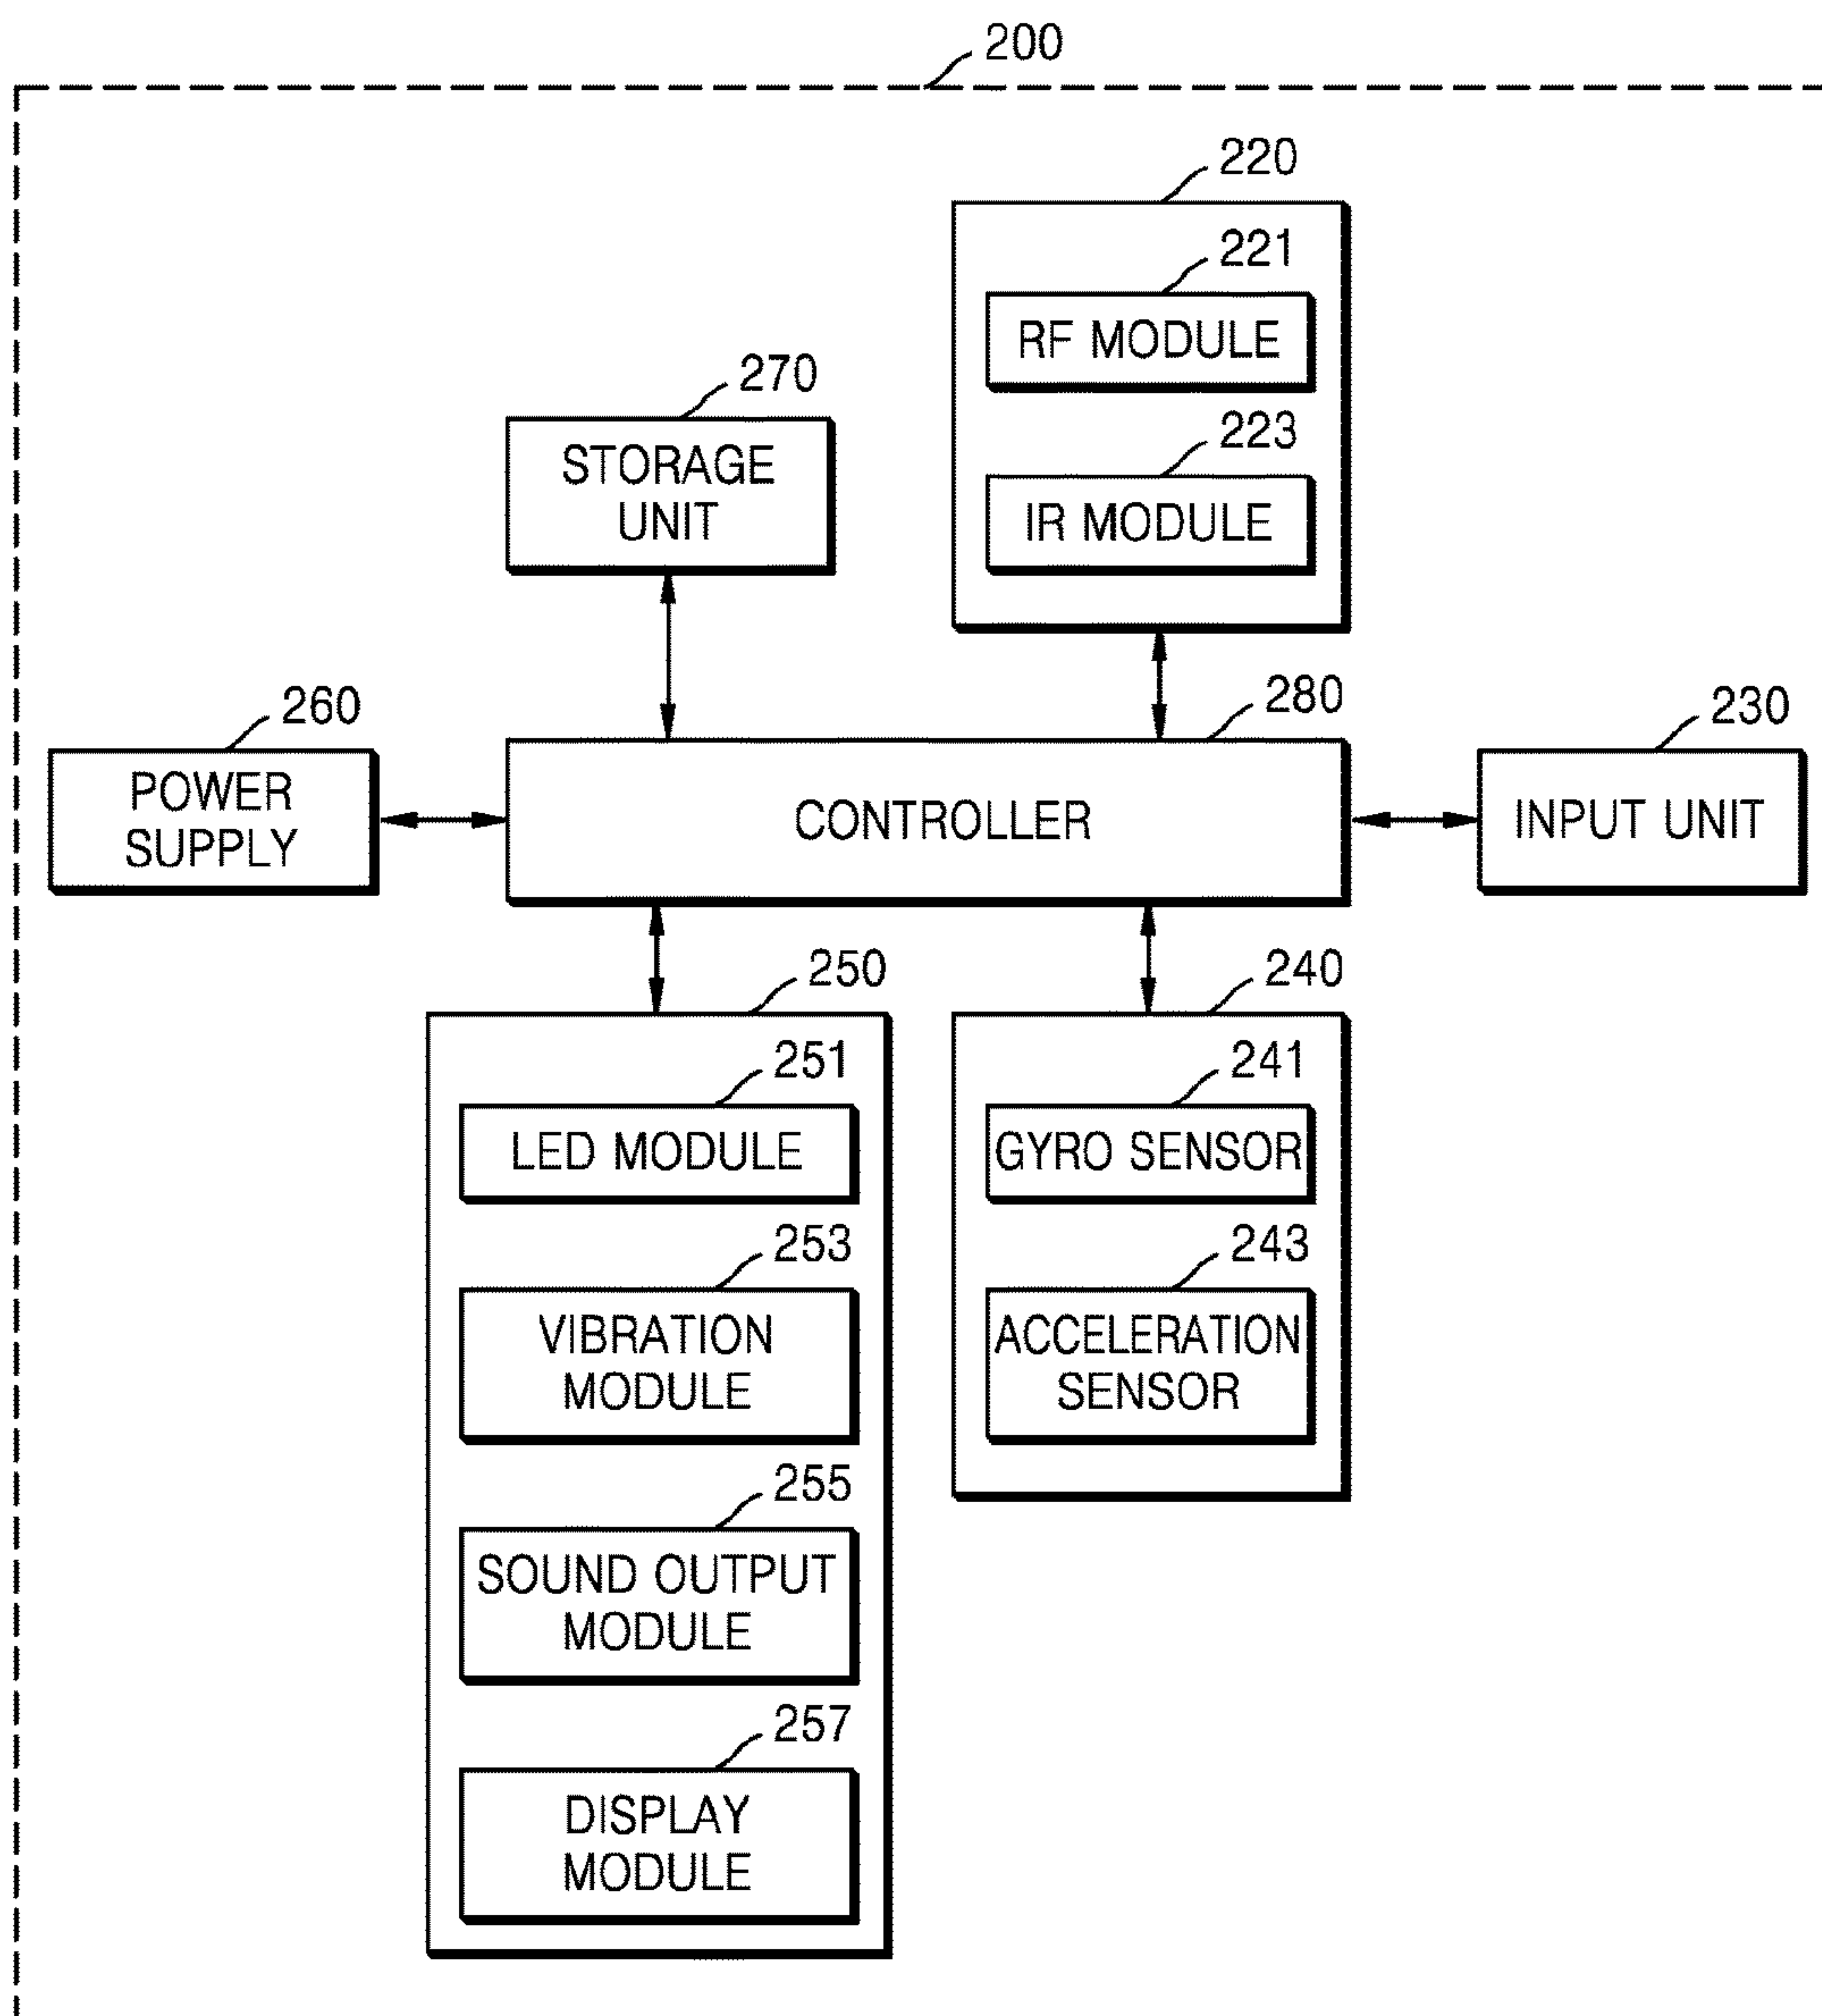 200
220
221
RF MODULE
223
IR MODULE
270
STORAGE
UNIT
260
POWER
SUPPLY
280
CONTROLLER
230
INPUT UNIT
250
251
LED MODULE
253
VIBRATION
MODULE
255
SOUND OUTPUT
MODULE
257
DISPLAY
MODULE
240
241
GYRO SENSOR
243
ACCELERATION
SENSOR